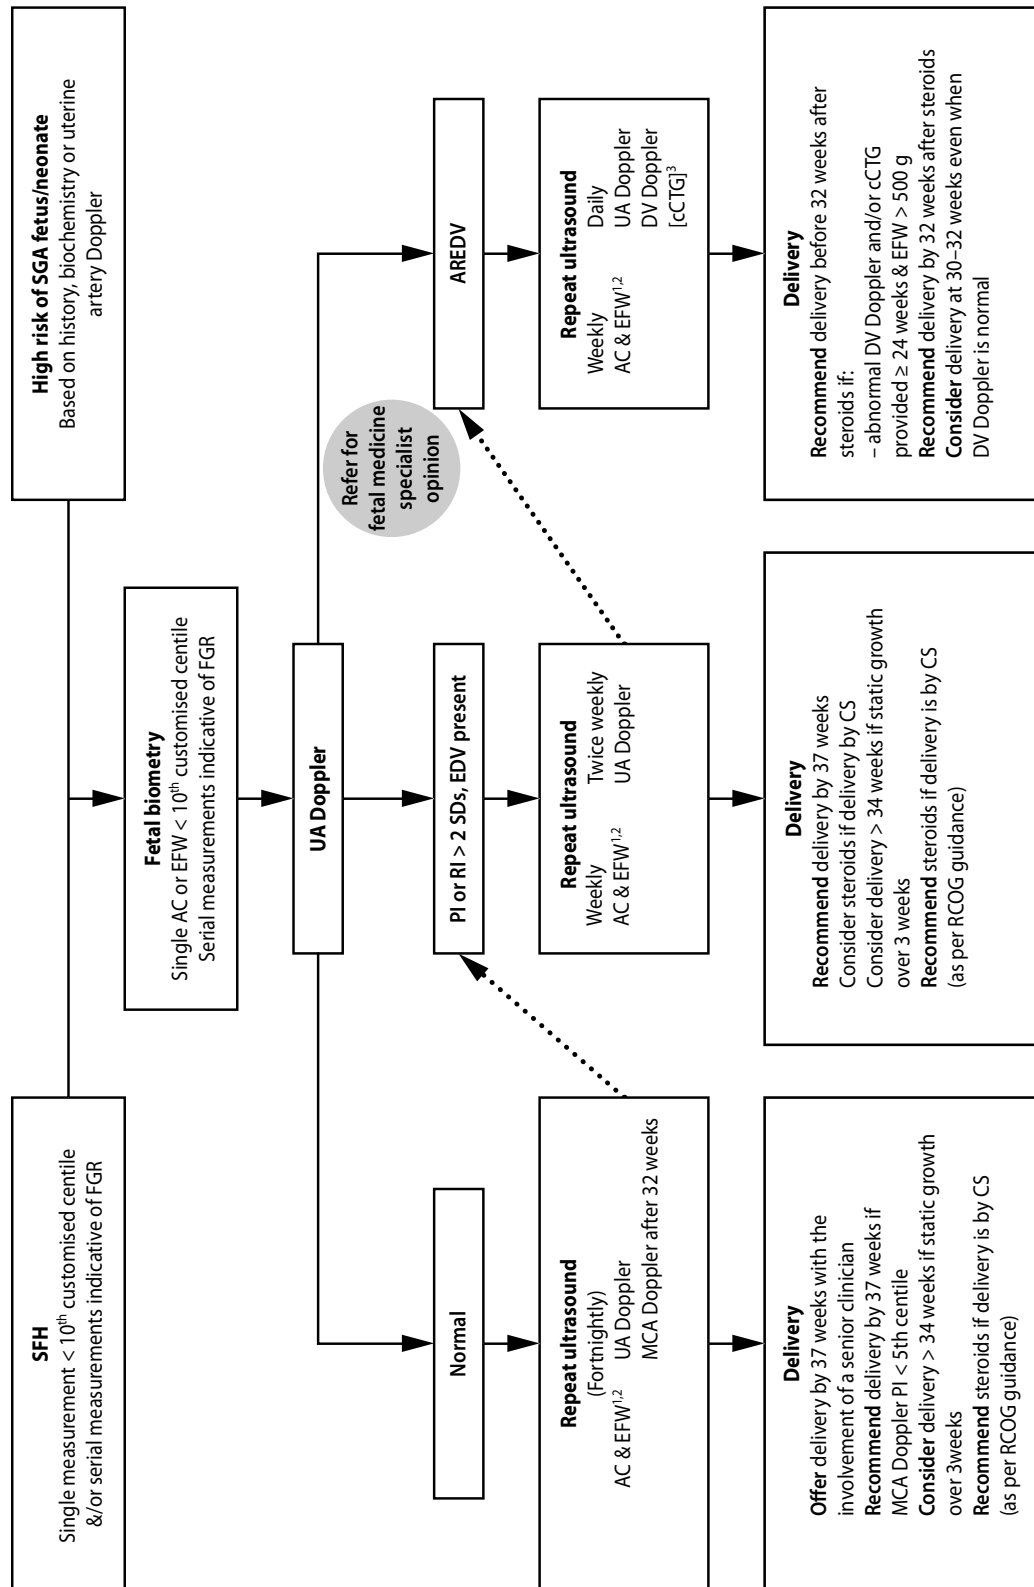 SFH
Single measurement < 10th customised centile
&/or serial measurements indicative of FGR
High risk of SGA fetus/neonate
Based on history, biochemistry or uterine
artery Doppler
Fetal biometry
Single AC or EFW < 10th customised centile
Serial measurements indicative of FGR
UA Doppler
Refer for
fetal medicine
specialist
opinion
Normal
PI or RI > 2 SDs, EDV present
AREDV
Repeat ultrasound
(Fortnightly)
AC & EFW1,2 UA Doppler
MCA Doppler after 32 weeks
Repeat ultrasound
Weekly Twice weekly
AC & EFW1,2 UA Doppler
Repeat ultrasound
Weekly Daily
AC & EFW1,2 UA Doppler
DV Doppler
[cCTG]3
Delivery
Offer delivery by 37 weeks with the
involvement of a senior clinician
Recommend delivery by 37 weeks if
MCA Doppler PI < 5th centile
Consider delivery > 34 weeks if static growth
over 3weeks
Recommend steroids if delivery is by CS
(as per RCOG guidance)
Delivery
Recommend delivery by 37 weeks
Consider steroids if delivery by CS
Consider delivery > 34 weeks if static growth
over 3 weeks
Recommend steroids if delivery is by CS
(as per RCOG guidance)
Delivery
Recommend delivery before 32 weeks after
steroids if:
– abnormal DV Doppler and/or cCTG
provided ≥ 24 weeks & EFW > 500 g
Recommend delivery by 32 weeks after steroids
Consider delivery at 30–32 weeks even when
DV Doppler is normal